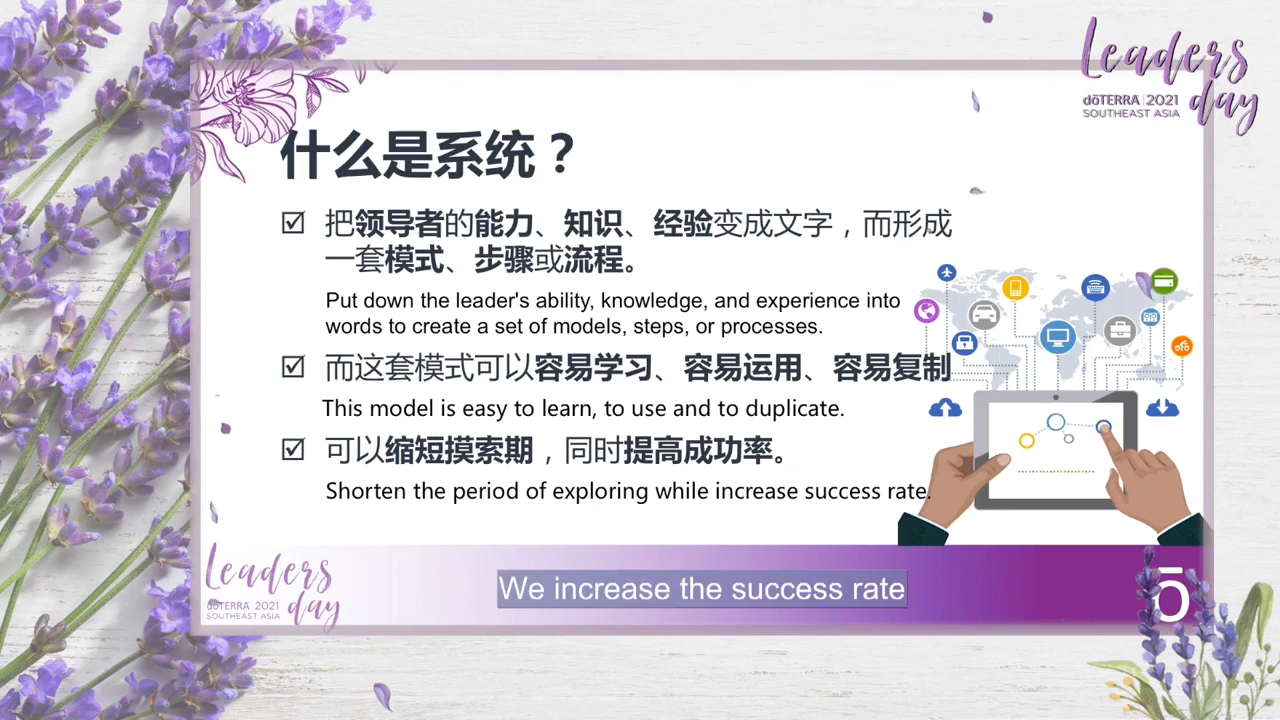 Leaders
day
dōTERRA | 2021
SOUTHEAST ASIA
什么是系统？
把领导者的能力、知识、经验变成文字，而形成
一套模式、步骤或流程。
Put down the leader's ability, knowledge, and experience into
words to create a set of models, steps, or processes.
而这套模式可以容易学习、容易运用、容易复制
This model is easy to learn, to use and to duplicate.
可以缩短摸索期，同时提高成功率。
Shorten the period of exploring while increase success rate.
Leaders
day
dōTERRA 2021
SOUTHEAST ASIA
We increase the success rate
ō